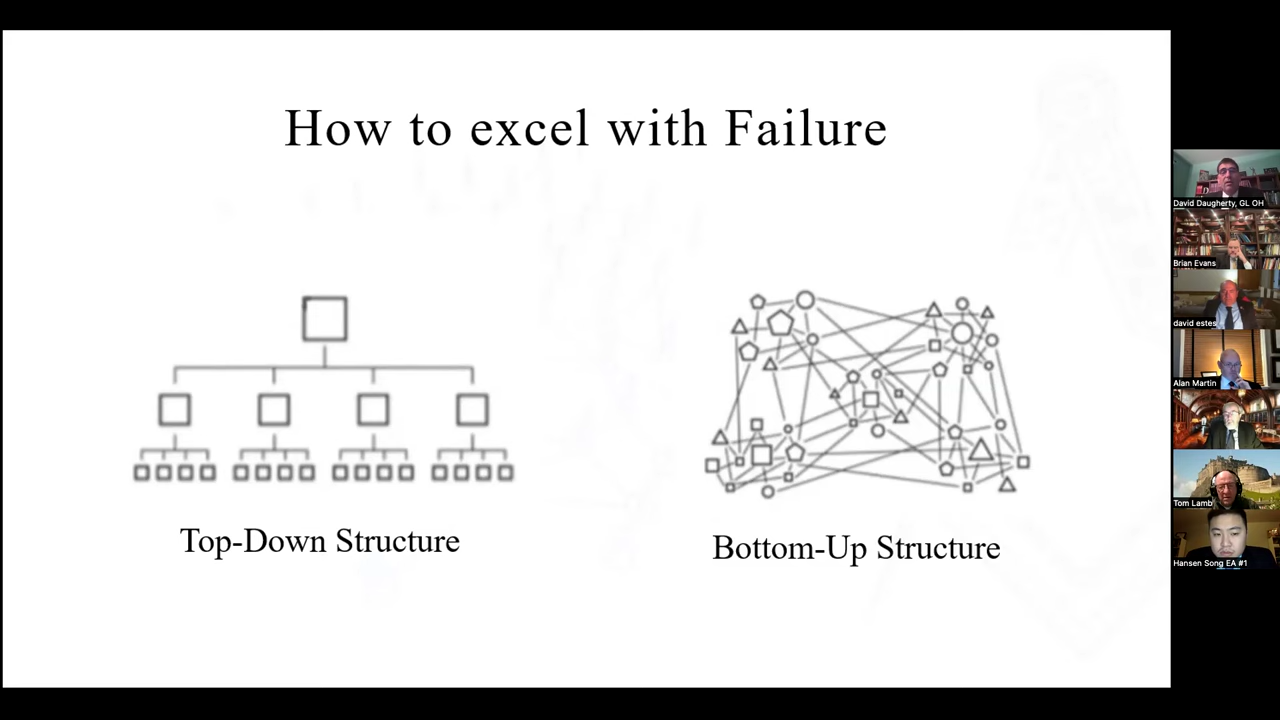 How to excel with Failure
Top-Down Structure
Bottom-Up Structure
David Daugherty, GL OH
Brian Evans
david estes
Alan Martin
Tom Lamb
Hansen Song EA #1